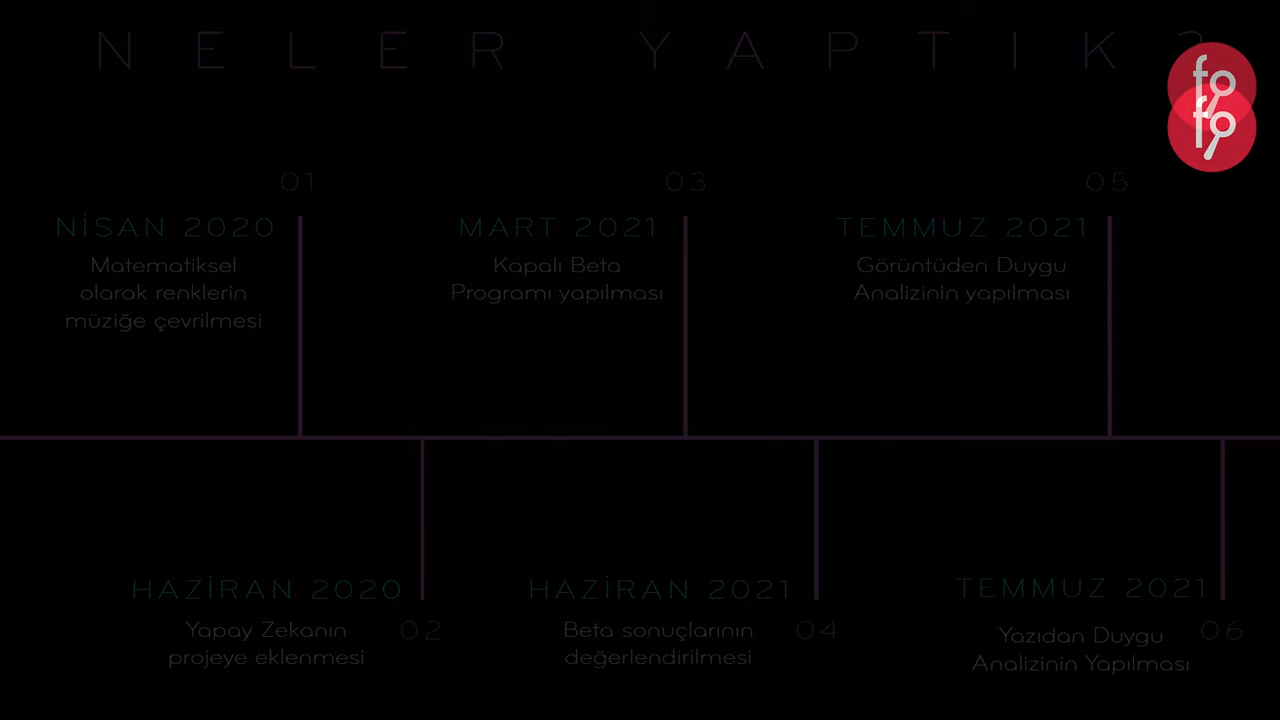 NELER YAPTIK?
01
NİSAN 2020
Matematiksel
olarak renklerin
müziğe çevrilmesi
03
MART 2021
Kapalı Beta
Programı yapılması
05
TEMMUZ 2021
Görüntüden Duygu
Analizinin yapılması
HAZİRAN 2020
Yapay Zekanın
projeye eklenmesi
02
HAZİRAN 2021
Beta sonuçlarının
değerlendirilmesi
04
TEMMUZ 2021
Yazıdan Duygu
Analizinin Yapılması
06
fo
fo